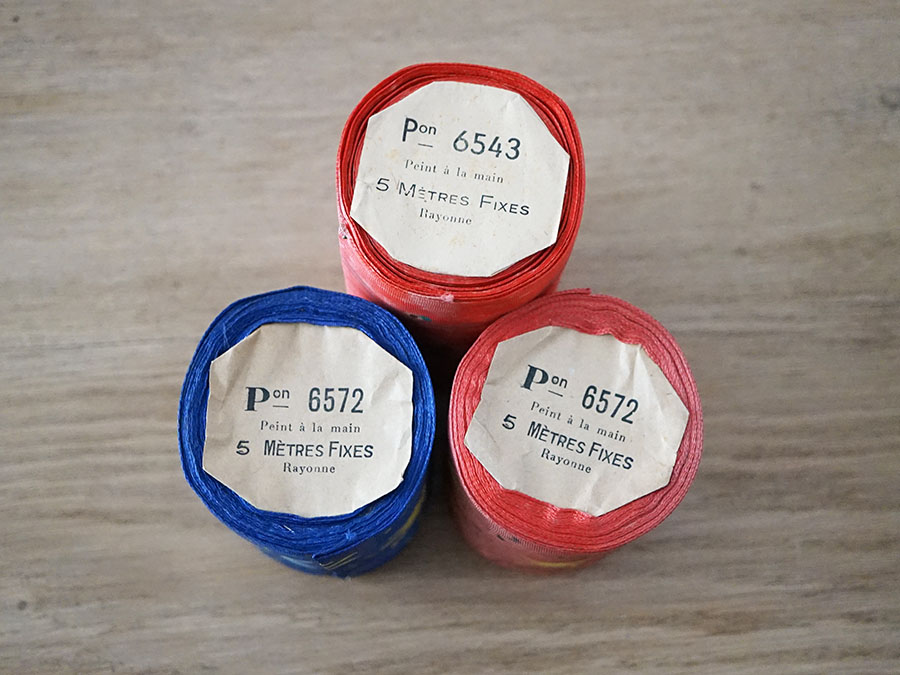 Pon 6543
Peint à la main
5 MÈTRES FIXES
Rayonne
Pon 6572
Peint à la main
5 MÈTRES FIXES
Rayonne
Pon 6572
Peint à la main
5 MÈTRES FIXES
Rayonne